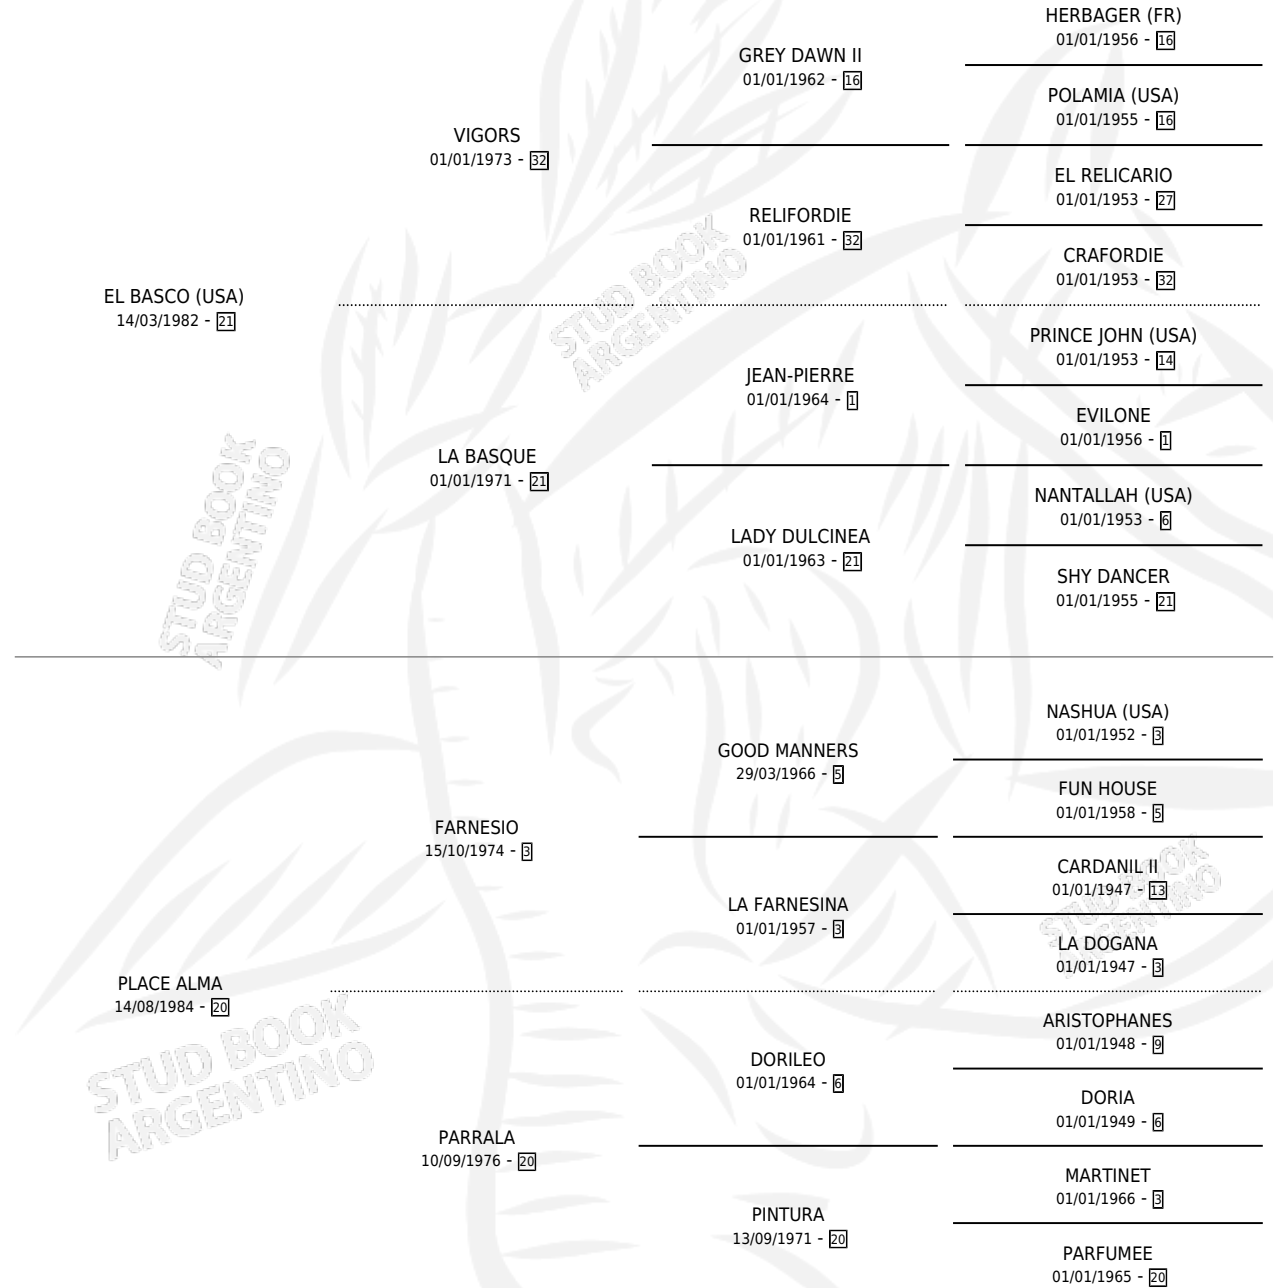 HERBAGER (FR)
01/01/1956 - 16
GREY DAWN II
01/01/1962 - 16
POLAMIA (USA)
01/01/1955 - 16
VIGORS
01/01/1973 - 32
EL RELICARIO
01/01/1953 - 27
RELIFORDIE
01/01/1961 - 32
CRAFORDIE
01/01/1953 - 32
EL BASCO (USA)
14/03/1982 - 21
PRINCE JOHN (USA)
01/01/1953 - 14
JEAN-PIERRE
01/01/1964 - 1
EVILONE
01/01/1956 - 1
LA BASQUE
01/01/1971 - 21
NANTALLAH (USA)
01/01/1953 - 6
LADY DULCINEA
01/01/1963 - 21
SHY DANCER
01/01/1955 - 21
NASHUA (USA)
01/01/1952 - 3
GOOD MANNERS
29/03/1966 - 5
FUN HOUSE
01/01/1958 - 5
FARNESIO
15/10/1974 - 3
CARDANIL II
01/01/1947 - 13
LA FARNESINA
01/01/1957 - 3
LA DOGANA
01/01/1947 - 3
PLACE ALMA
14/08/1984 - 20
ARISTOPHANES
01/01/1948 - 9
DORILEO
01/01/1964 - 6
DORIA
01/01/1949 - 6
PARRALA
10/09/1976 - 20
MARTINET
01/01/1966 - 3
PINTURA
13/09/1971 - 20
PARFUMEE
01/01/1965 - 20
STUD BOOK
ARGENTINO
STUD BOOK
ARGENTINO
STUD BOOK
ARGENTINO
STUD BOOK
ARGENTINO